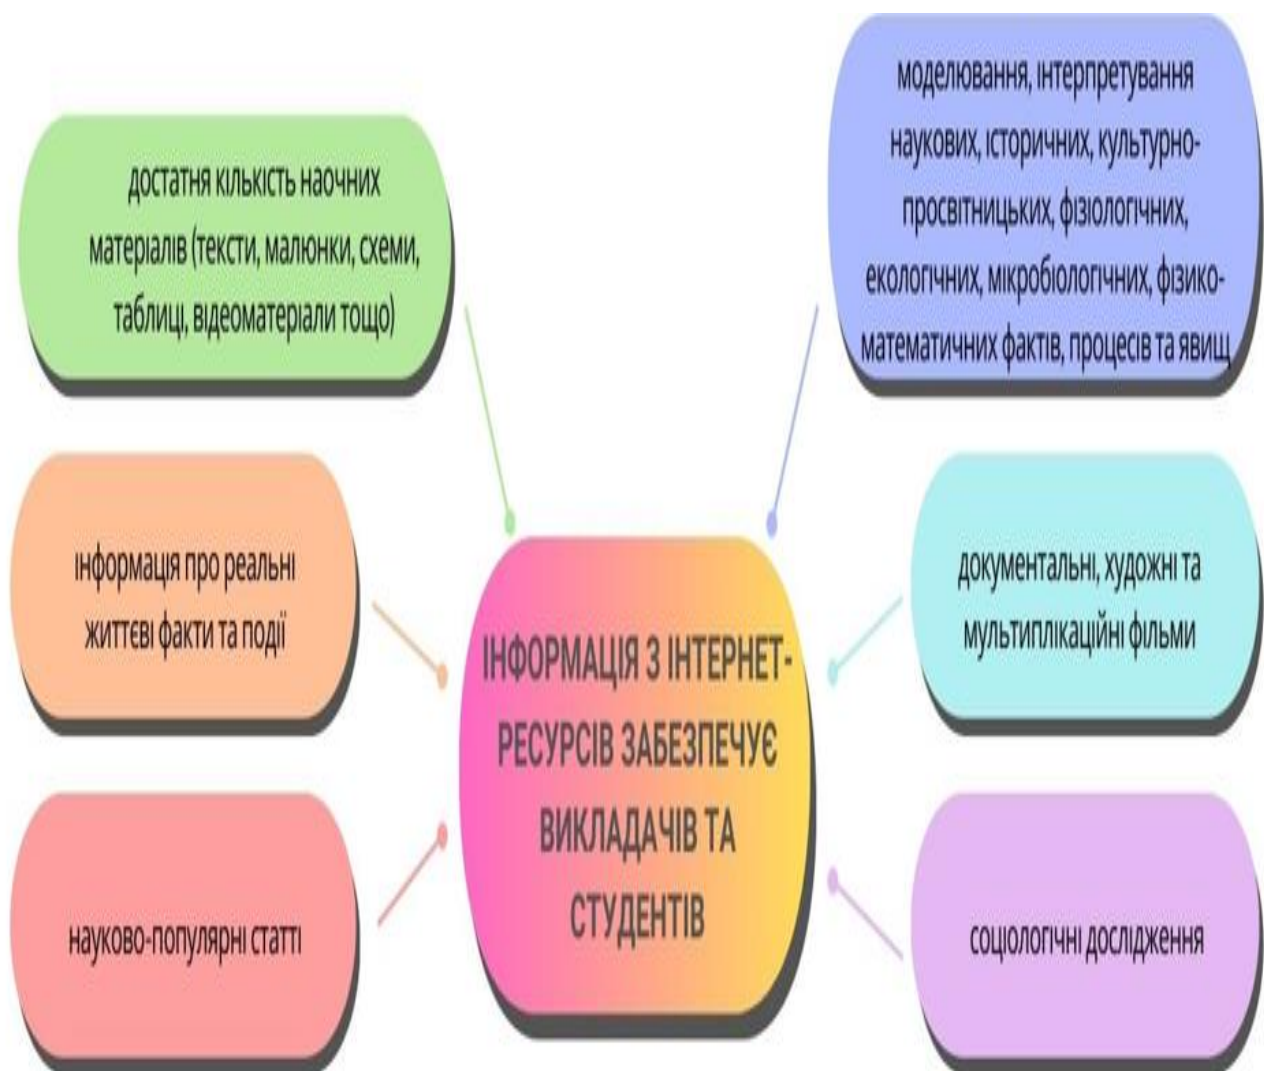 достатня кількість наочних
матеріалів (тексти, малюнки, схеми,
таблиці, відеоматеріали тощо)
моделювання, інтерпретування
наукових, історичних, культурно-
просвітницьких, фізіологічних,
екологічних, мікробіологічних, фізико-
математичних фактів, процесів та явищ
інформація про реальні
життєві факти та події
документальні, художні та
мультиплікаційні фільми
ІНФОРМАЦІЯ З ІНТЕРНЕТ-
РЕСУРСІВ ЗАБЕЗПЕЧУЄ
ВИКЛАДАЧІВ ТА
СТУДЕНТІВ
науково-популярні статті
соціологічні дослідження